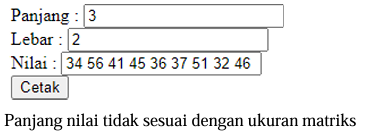 Panjang : 3
Lebar : 2
Nilai : 34 56 41 45 36 37 51 32 46
Cetak
Panjang nilai tidak sesuai dengan ukuran matriks